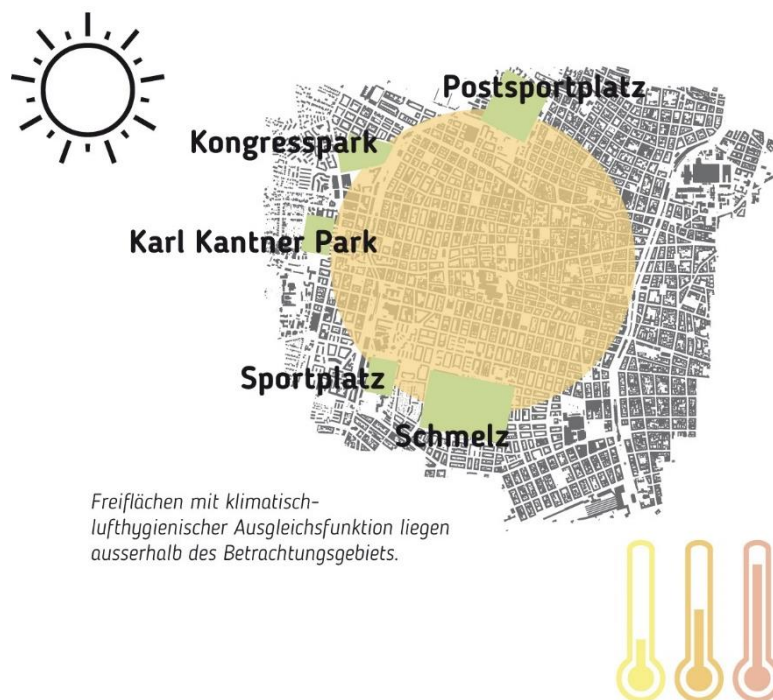 Postsportplatz
Kongresspark
Karl Kantner Park
Sportplatz
Schmelz
Freiflächen mit klimatisch-
lufthygienischer Ausgleichsfunktion liegen
ausserhalb des Betrachtungsgebiets.